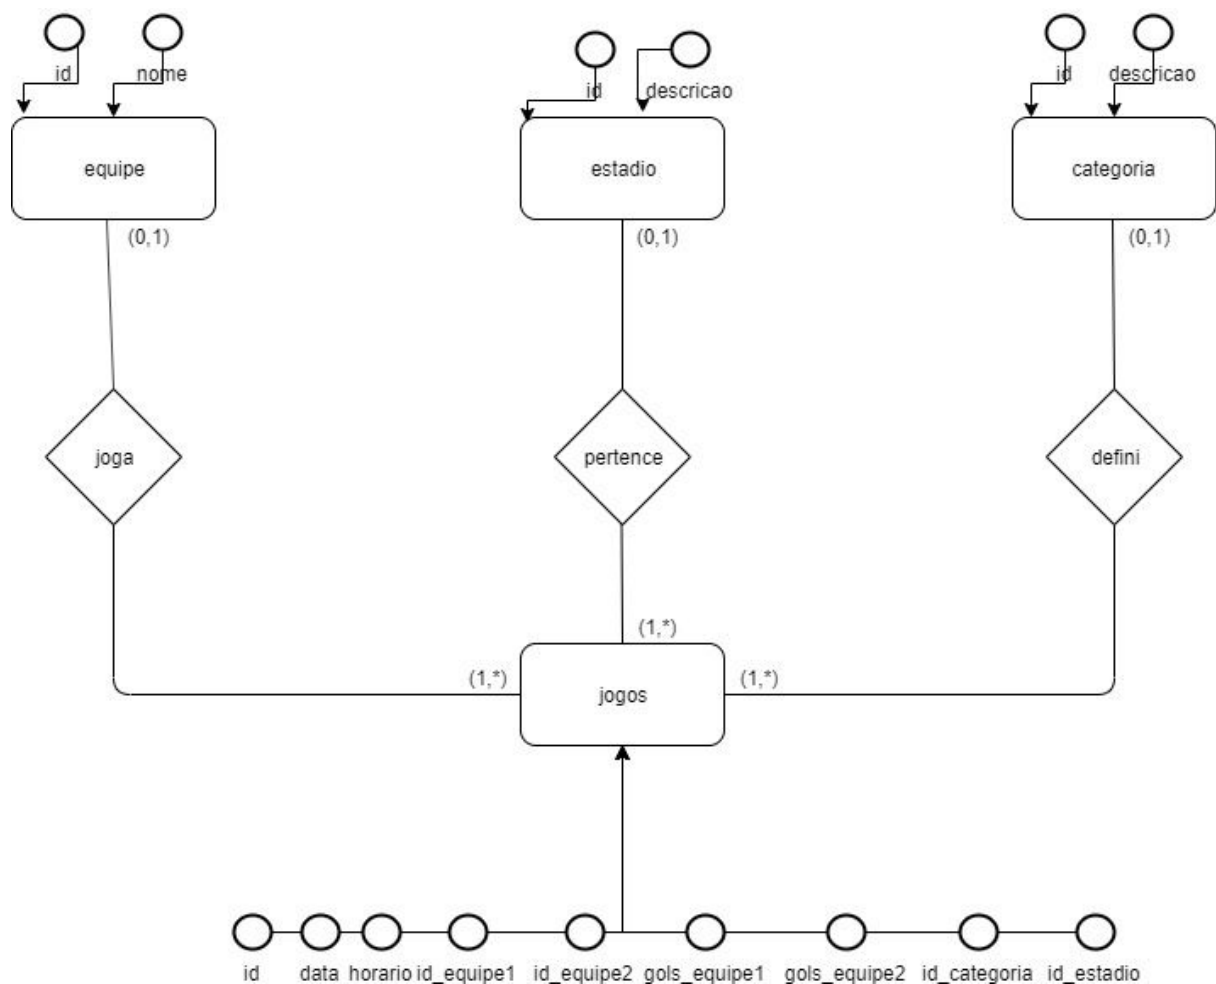 id nome
id descricao
id descricao
equipe
estadio
categoria
(0,1)
(0,1)
(0,1)
joga
pertence
defini
(1,*)
(1,*)
(1,*)
jogos
id data horario id_equipe1 id_equipe2 gols_equipe1 gols_equipe2 id_categoria id_estadio